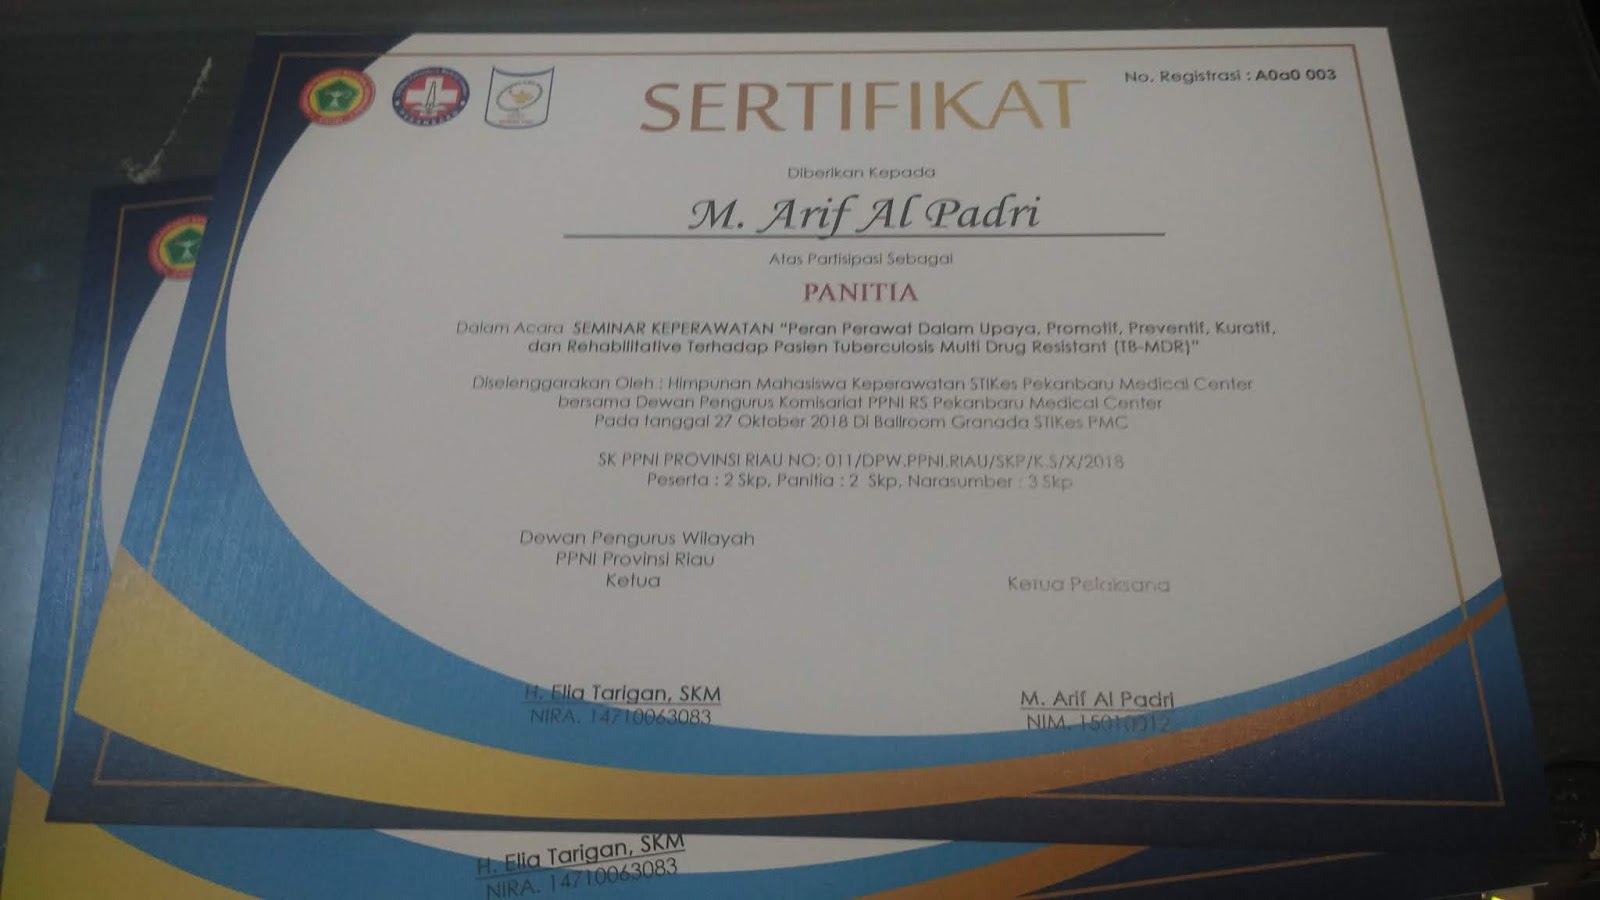 SERTIFIKAT
No. Registrasi : A0a0 003
Diberikan Kepada
M. Arif Al Padri
Atas Partisipasi Sebagai
PANITIA
Dalam Acara SEMINAR KEPERAWATAN "Peran Perawat Dalam Upaya, Promotif, Preventif, Kuratif,
dan Rehabilitative Terhadap Pasien Tuberculosis Multi Drug Resistant (TB-MDR)"
Diselenggarakan Oleh : Himpunan Mahasiswa Keperawatan STIKes Pekanbaru Medical Center
bersama Dewan Pengurus Komisariat PPNI RS Pekanbaru Medical Center
Pada tanggal 27 Oktober 2018 Di Ballroom Granada STIKes PMC
SK PPNI PROVINSI RIAU NO: 011/DPW.PPNI.RIAU/SKP/K.S/X/2018
Peserta : 2 Skp, Panitia : 2 Skp, Narasumber : 3 Skp
Dewan Pengurus Wilayah
PPNI Provinsi Riau
Ketua
Ketua Pelaksana
H. Elia Tarigan, SKM
NIRA. 14710063083
M. Arif Al Padri
NIM. 15010012
H. Elia Tarigan, SKM
NIRA. 14710063083